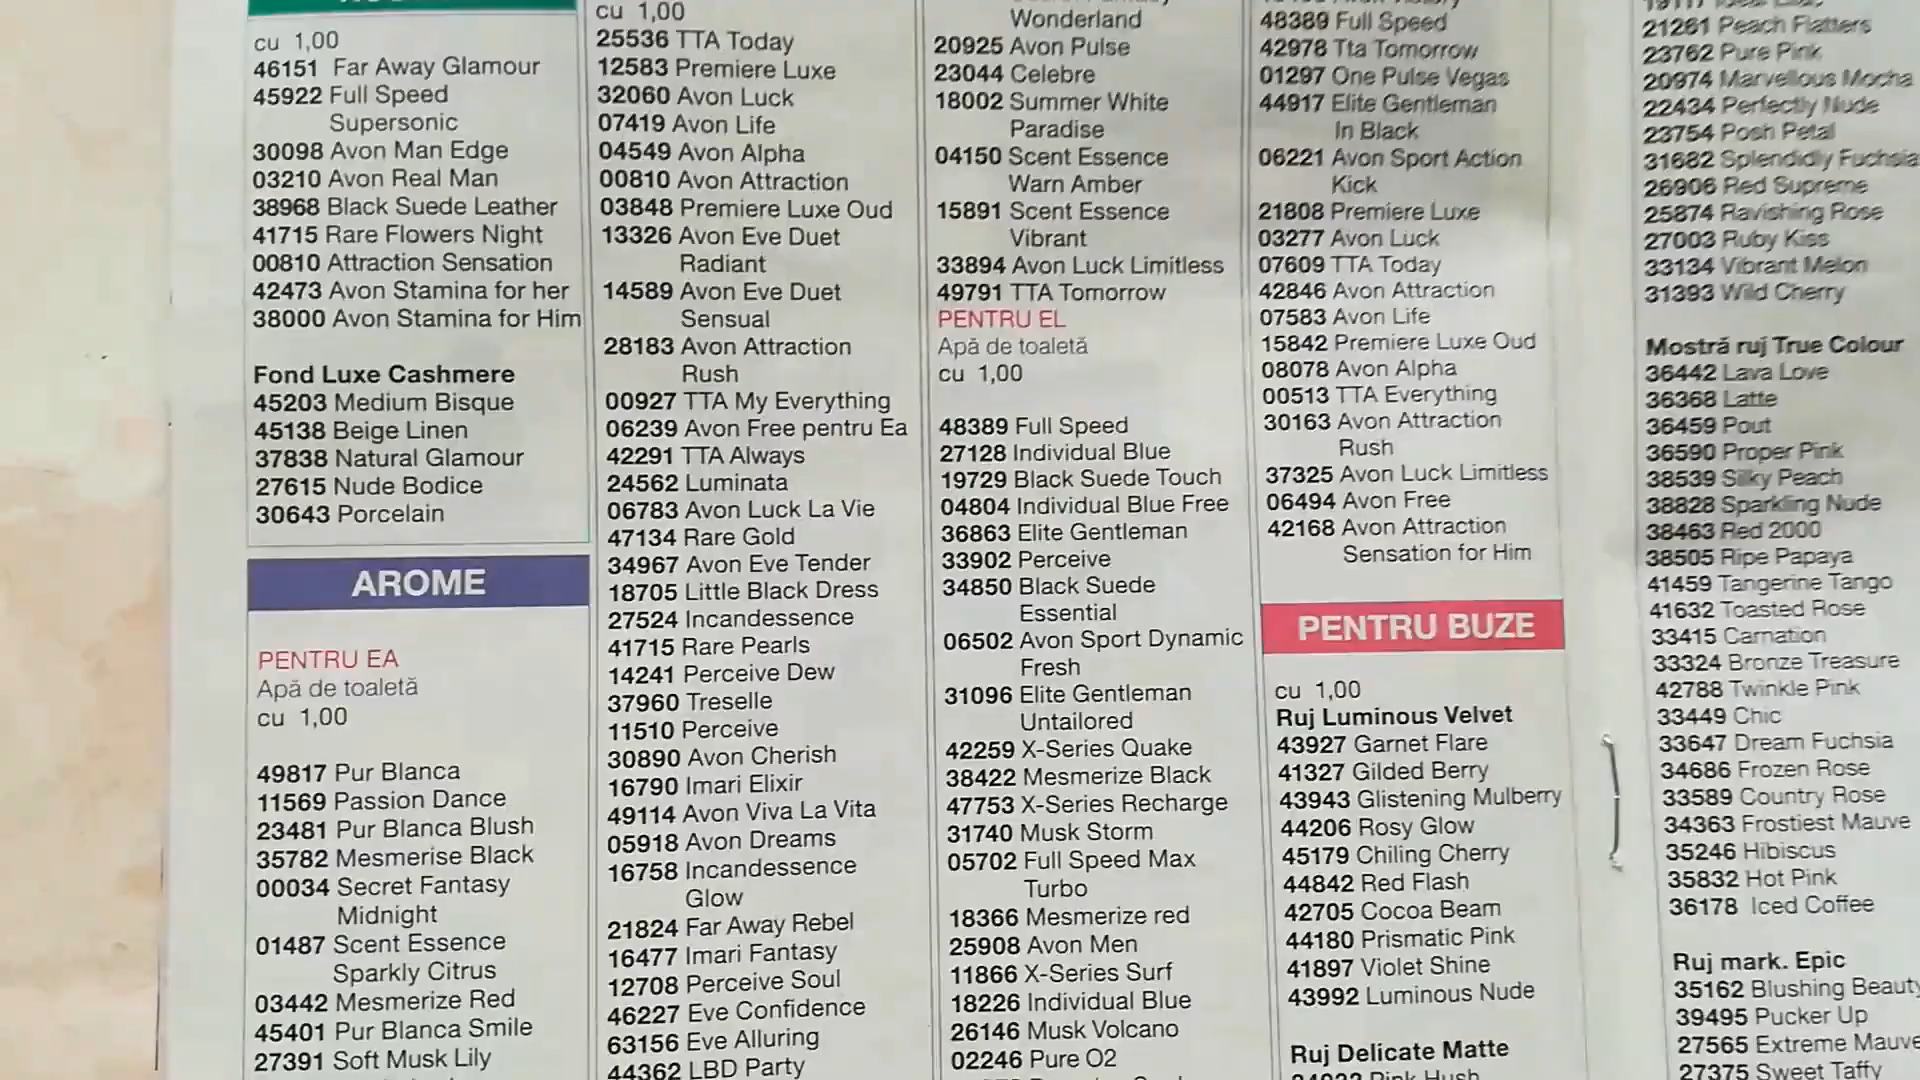 cu 1,00
46151 Far Away Glamour
45922 Full Speed
Supersonic
30098 Avon Man Edge
03210 Avon Real Man
38968 Black Suede Leather
41715 Rare Flowers Night
00810 Attraction Sensation
42473 Avon Stamina for her
38000 Avon Stamina for Him
Fond Luxe Cashmere
45203 Medium Bisque
45138 Beige Linen
37838 Natural Glamour
27615 Nude Bodice
30643 Porcelain
AROME
PENTRU EA
Apă de toaletă
cu 1,00
49817 Pur Blanca
11569 Passion Dance
23481 Pur Blanca Blush
35782 Mesmerise Black
00034 Secret Fantasy
Midnight
01487 Scent Essence
Sparkly Citrus
03442 Mesmerize Red
45401 Pur Blanca Smile
27391 Soft Musk Lily
cu 1,00
25536 TTA Today
12583 Premiere Luxe
32060 Avon Luck
07419 Avon Life
04549 Avon Alpha
00810 Avon Attraction
03848 Premiere Luxe Oud
13326 Avon Eve Duet
Radiant
14589 Avon Eve Duet
Sensual
28183 Avon Attraction
Rush
00927 TTA My Everything
06239 Avon Free pentru Ea
42291 TTA Always
24562 Luminata
06783 Avon Luck La Vie
47134 Rare Gold
34967 Avon Eve Tender
18705 Little Black Dress
27524 Incandessence
41715 Rare Pearls
14241 Perceive Dew
37960 Treselle
11510 Perceive
30890 Avon Cherish
16790 Imari Elixir
49114 Avon Viva La Vita
05918 Avon Dreams
16758 Incandessence
Glow
21824 Far Away Rebel
16477 Imari Fantasy
12708 Perceive Soul
46227 Eve Confidence
63156 Eve Alluring
44362 LBD Party
Wonderland
20925 Avon Pulse
23044 Celebre
18002 Summer White
Paradise
04150 Scent Essence
Warn Amber
15891 Scent Essence
Vibrant
33894 Avon Luck Limitless
49791 TTA Tomorrow
PENTRU EL
Apă de toaletă
cu 1,00
48389 Full Speed
27128 Individual Blue
19729 Black Suede Touch
04804 Individual Blue Free
36863 Elite Gentleman
33902 Perceive
34850 Black Suede
Essential
06502 Avon Sport Dynamic
Fresh
31096 Elite Gentleman
Untailored
42259 X-Series Quake
38422 Mesmerize Black
47753 X-Series Recharge
31740 Musk Storm
05702 Full Speed Max
Turbo
18366 Mesmerize red
25908 Avon Men
11866 X-Series Surf
18226 Individual Blue
26146 Musk Volcano
02246 Pure O2
48389 Full Speed
42978 Tta Tomorrow
01297 One Pulse Vegas
44917 Elite Gentleman
In Black
06221 Avon Sport Action
Kick
21808 Premiere Luxe
03277 Avon Luck
07609 TTA Today
42846 Avon Attraction
07583 Avon Life
15842 Premiere Luxe Oud
08078 Avon Alpha
00513 TTA Everything
30163 Avon Attraction
Rush
37325 Avon Luck Limitless
06494 Avon Free
42168 Avon Attraction
Sensation for Him
PENTRU BUZE
cu 1,00
Ruj Luminous Velvet
43927 Garnet Flare
41327 Gilded Berry
43943 Glistening Mulberry
44206 Rosy Glow
45179 Chiling Cherry
44842 Red Flash
42705 Cocoa Beam
44180 Prismatic Pink
41897 Violet Shine
43992 Luminous Nude
Ruj Delicate Matte
21261 Peach Flatters
23762 Pure Pink
20974 Marvellous Mocha
22434 Perfectly Nude
23754 Posh Petal
31682 Splendidly Fuchsia
26906 Red Supreme
25874 Ravishing Rose
27003 Ruby Kiss
33134 Vibrant Melon
31393 Wild Cherry
Mostră ruj True Colour
36442 Lava Love
36368 Latte
36459 Pout
36590 Proper Pink
38539 Silky Peach
38828 Sparkling Nude
38463 Red 2000
38505 Ripe Papaya
41459 Tangerine Tango
41632 Toasted Rose
33415 Carnation
33324 Bronze Treasure
42788 Twinkle Pink
33449 Chic
33647 Dream Fuchsia
34686 Frozen Rose
33589 Country Rose
34363 Frostiest Mauve
35246 Hibiscus
35832 Hot Pink
36178 Iced Coffee
Ruj mark. Epic
35162 Blushing Beauty
39495 Pucker Up
27565 Extreme Mauve
27375 Sweet Taffy